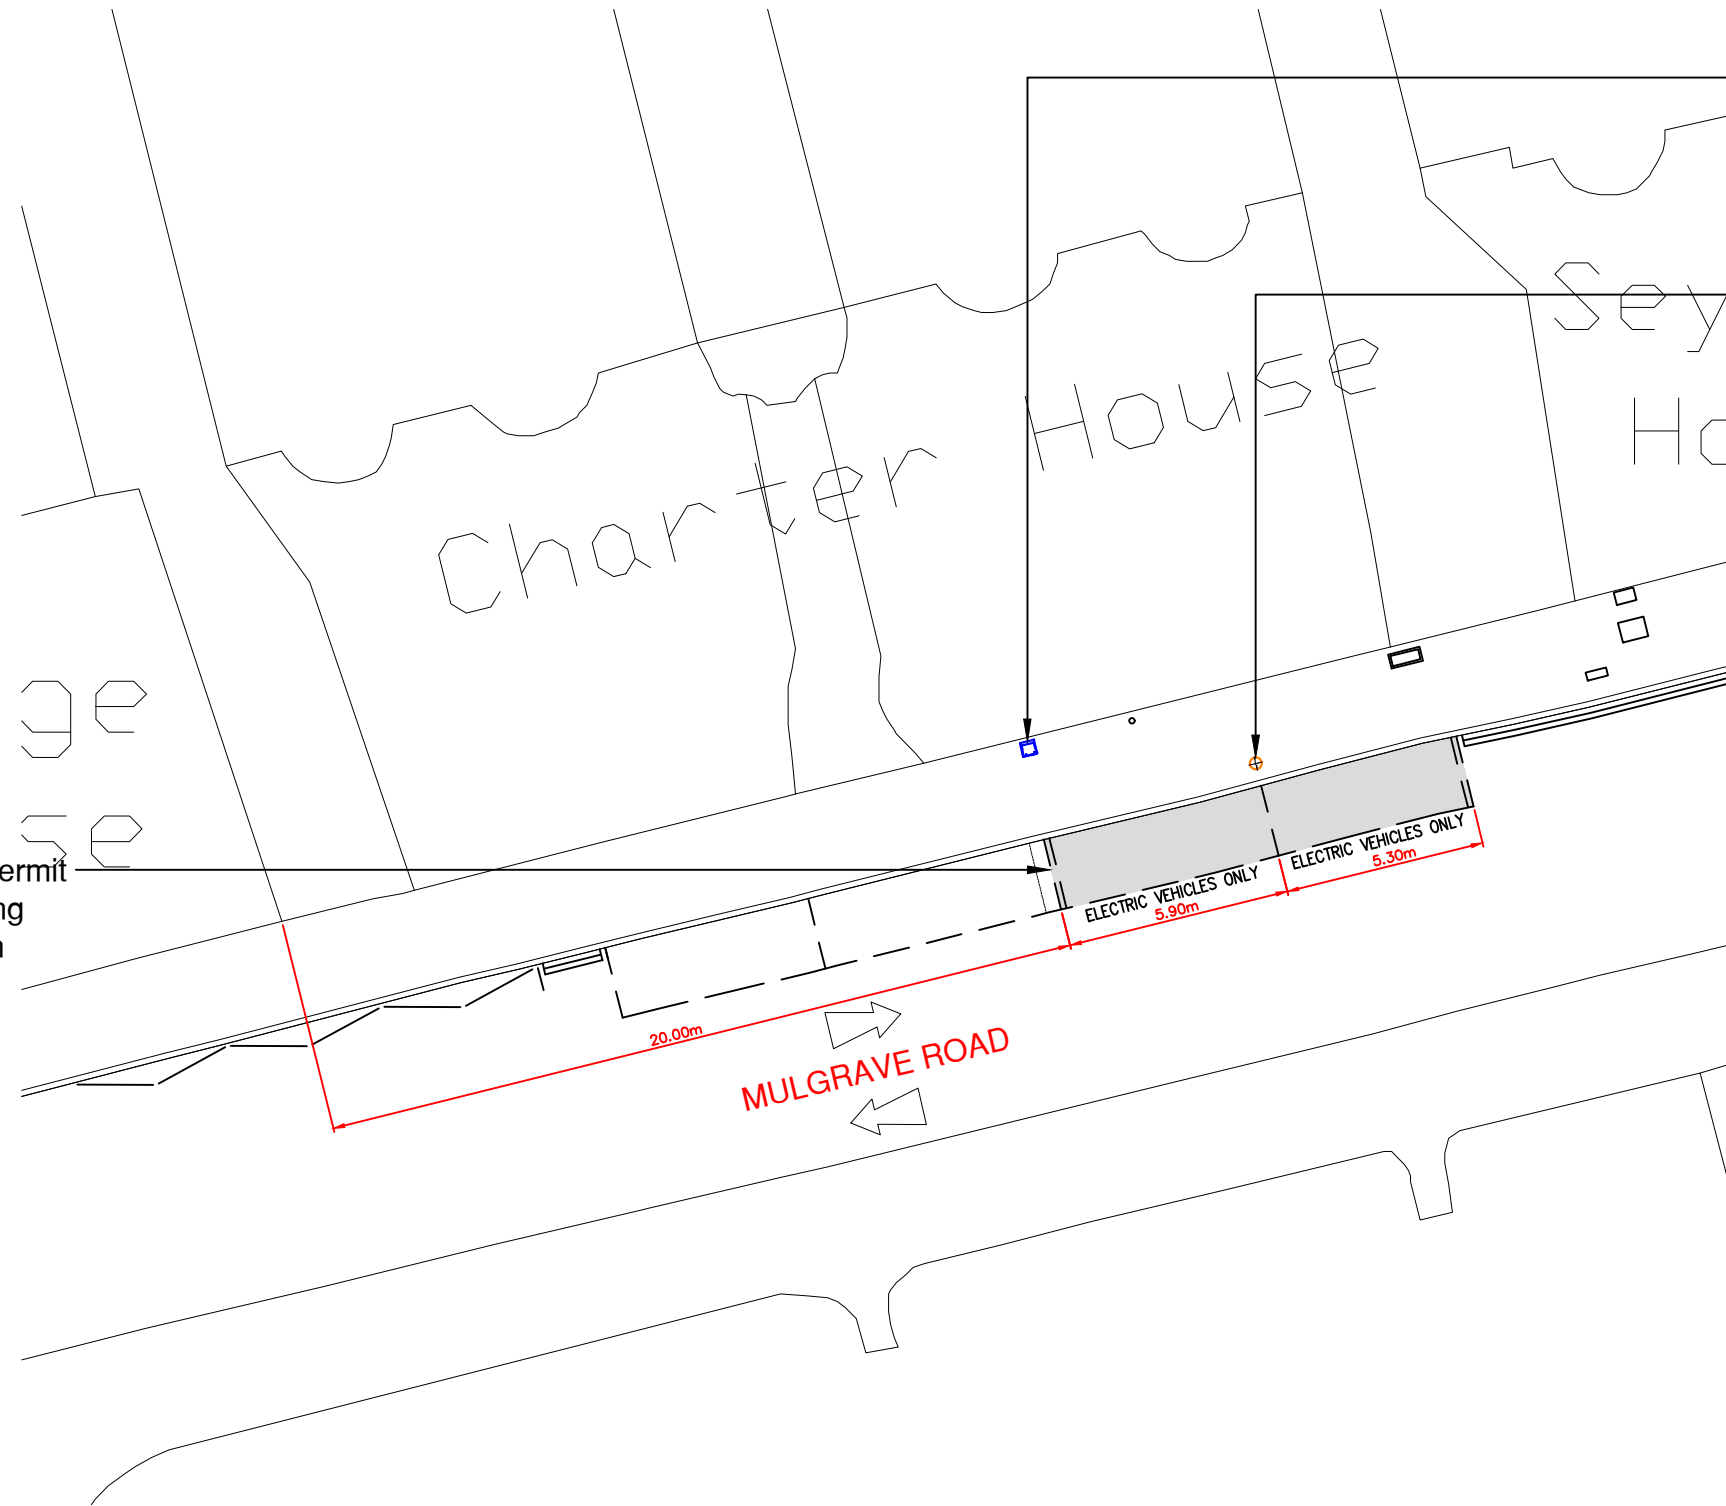 Sey
Ho
Charter House
ge
se
ermit
ng
ELECTRIC VEHICLES ONLY
5.30m
ELECTRIC VEHICLES ONLY
5.90m
20.00m
MULGRAVE ROAD